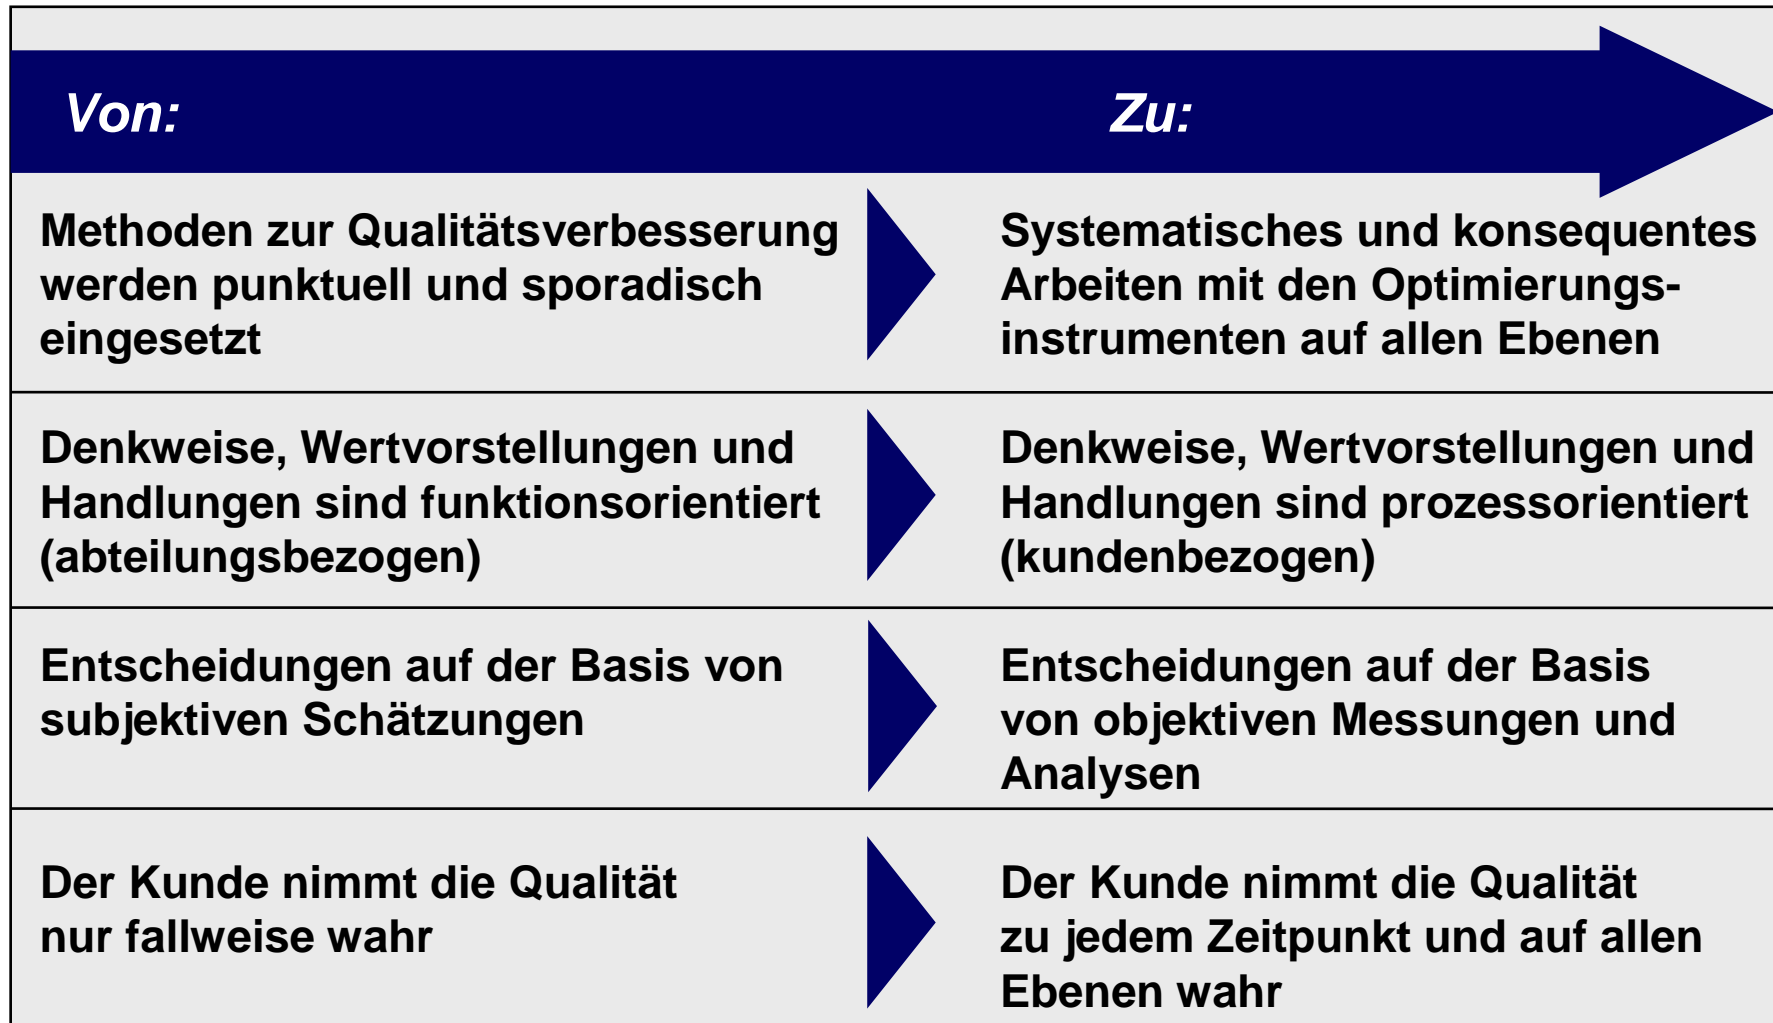 Von:
Zu:
Methoden zur Qualitätsverbesserung
werden punktuell und sporadisch
eingesetzt
Systematisches und konsequentes
Arbeiten mit den Optimierungs-
instrumenten auf allen Ebenen
Denkweise, Wertvorstellungen und
Handlungen sind funktionsorientiert
(abteilungsbezogen)
Denkweise, Wertvorstellungen und
Handlungen sind prozessorientiert
(kundenbezogen)
Entscheidungen auf der Basis von
subjektiven Schätzungen
Entscheidungen auf der Basis
von objektiven Messungen und
Analysen
Der Kunde nimmt die Qualität
nur fallweise wahr
Der Kunde nimmt die Qualität
zu jedem Zeitpunkt und auf allen
Ebenen wahr